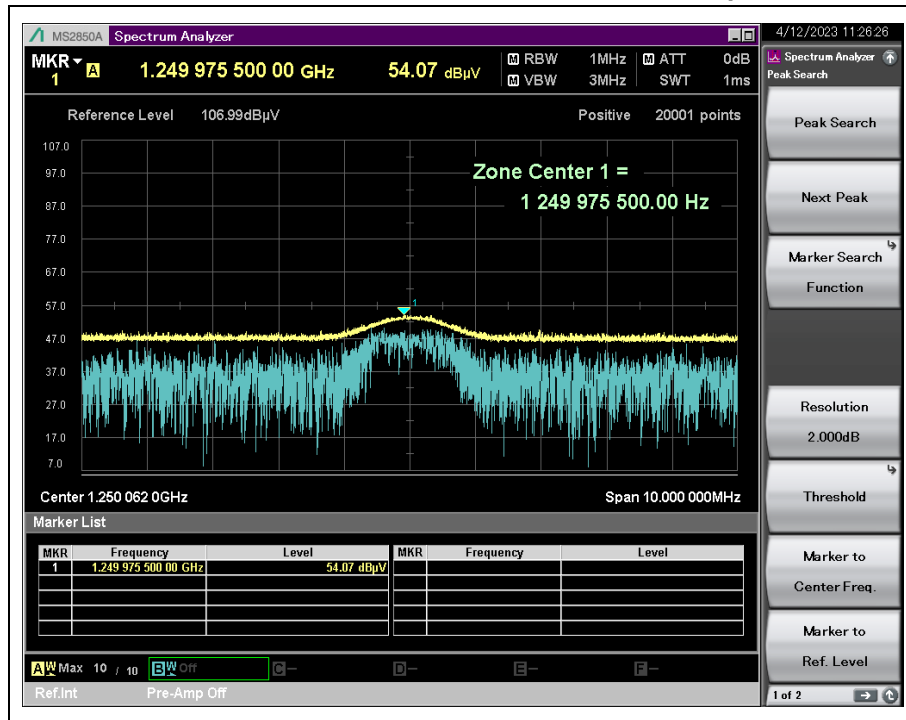 MS2850A Spectrum Analyzer
4/12/2023 11:26:26
MKR 1 A 1.249 975 500 00 GHz 54.07 dBµV
M RBW 1MHz M ATT 0dB
M VBW 3MHz SWT 1ms
Spectrum Analyzer
Peak Search
Reference Level 106.99dBµV Positive 20001 points
Zone Center 1 =
1 249 975 500.00 Hz
107.0
97.0
87.0
77.0
67.0
57.0
47.0
37.0
27.0
17.0
7.0
1
Center 1.250 062 0GHz Span 10.000 000MHz
Marker List
MKR Frequency Level MKR Frequency Level
1 1.249 975 500 00 GHz 54.07 dBµV
A W Max 10 / 10 B W Off C - D - E - F -
Ref.Int Pre-Amp Off
Peak Search
Next Peak
Marker Search
Function
Resolution
2.000dB
Threshold
Marker to
Center Freq.
Marker to
Ref. Level
1 of 2